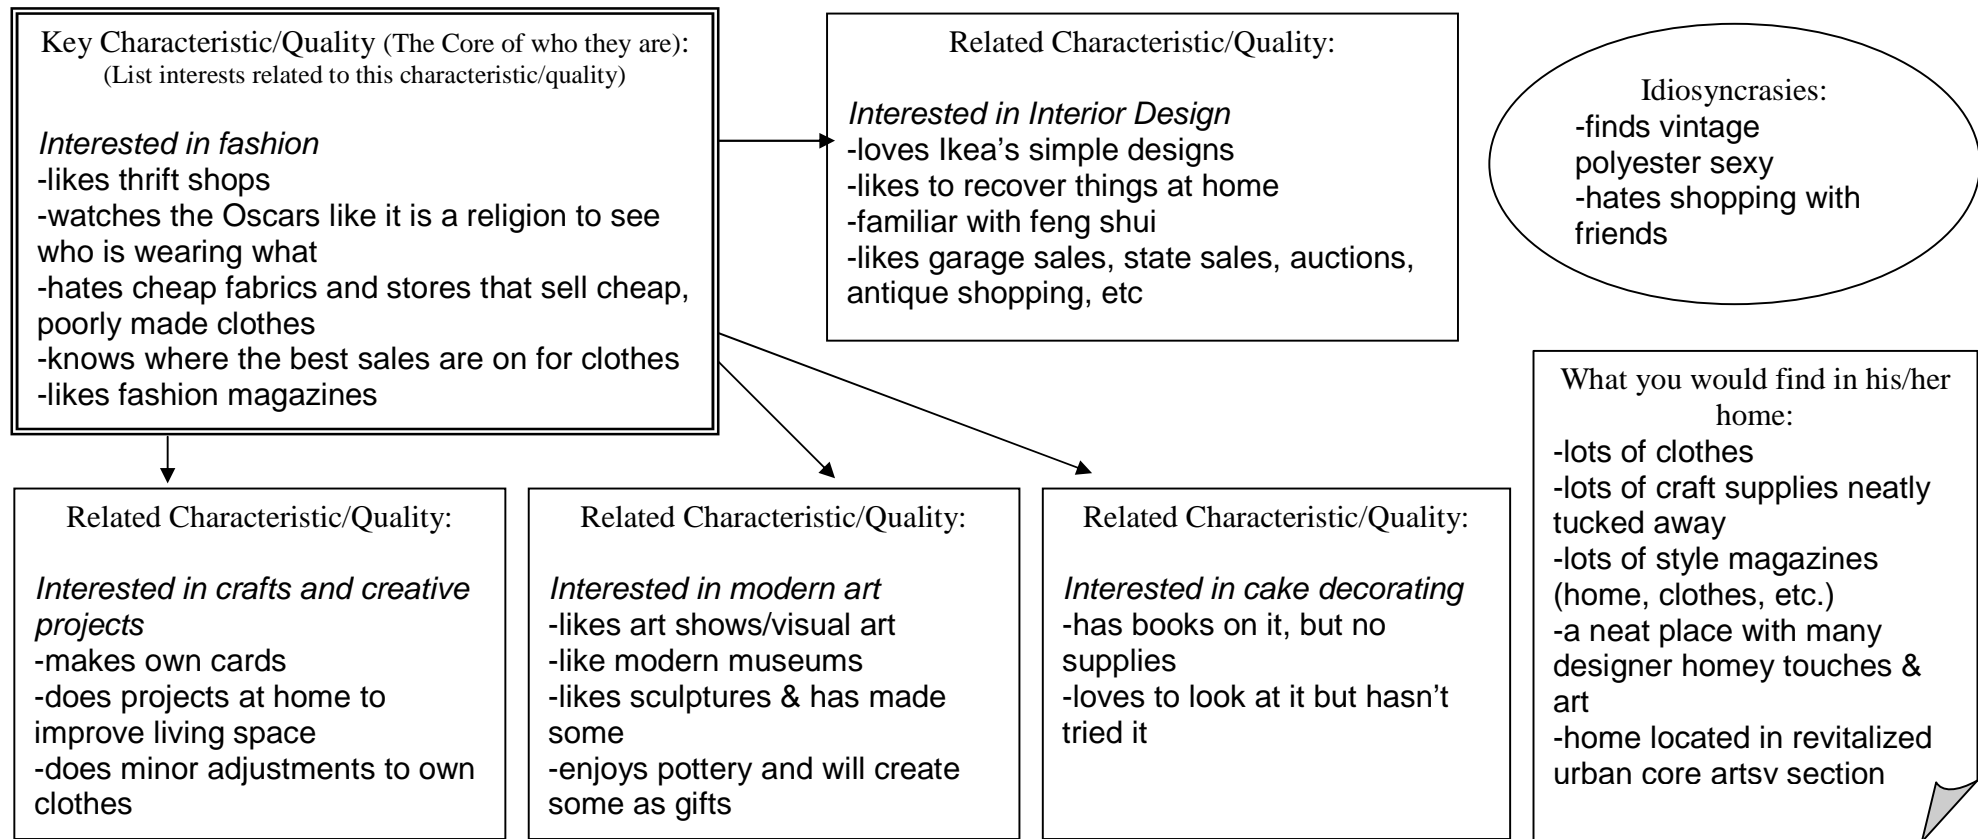 Key Characteristic/Quality (The Core of who they are):
(List interests related to this characteristic/quality)
Interested in fashion
-likes thrift shops
-watches the Oscars like it is a religion to see
who is wearing what
-hates cheap fabrics and stores that sell cheap,
poorly made clothes
-knows where the best sales are on for clothes
-likes fashion magazines
Related Characteristic/Quality:
Interested in Interior Design
-loves Ikea’s simple designs
-likes to recover things at home
-familiar with feng shui
-likes garage sales, state sales, auctions,
antique shopping, etc
Idiosyncrasies:
-finds vintage
polyester sexy
-hates shopping with
friends
What you would find in his/her
home:
-lots of clothes
-lots of craft supplies neatly
tucked away
-lots of style magazines
(home, clothes, etc.)
-a neat place with many
designer homey touches &
art
-home located in revitalized
urban core artsy section
Related Characteristic/Quality:
Interested in crafts and creative
projects
-makes own cards
-does projects at home to
improve living space
-does minor adjustments to own
clothes
Related Characteristic/Quality:
Interested in modern art
-likes art shows/visual art
-like modern museums
-likes sculptures & has made
some
-enjoys pottery and will create
some as gifts
Related Characteristic/Quality:
Interested in cake decorating
-has books on it, but no
supplies
-loves to look at it but hasn’t
tried it